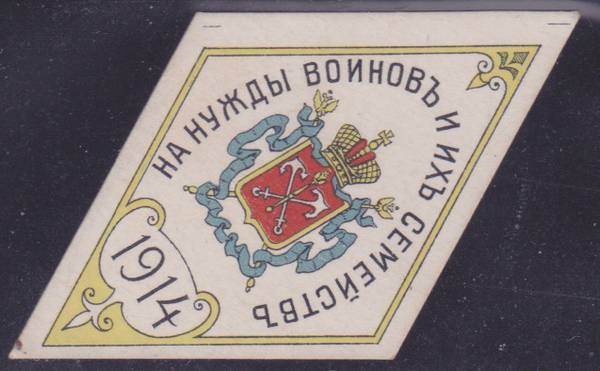 НА НУЖДЫ ВОИНОВЪ И ИХЪ СЕМЕЙСТВЪ
1914